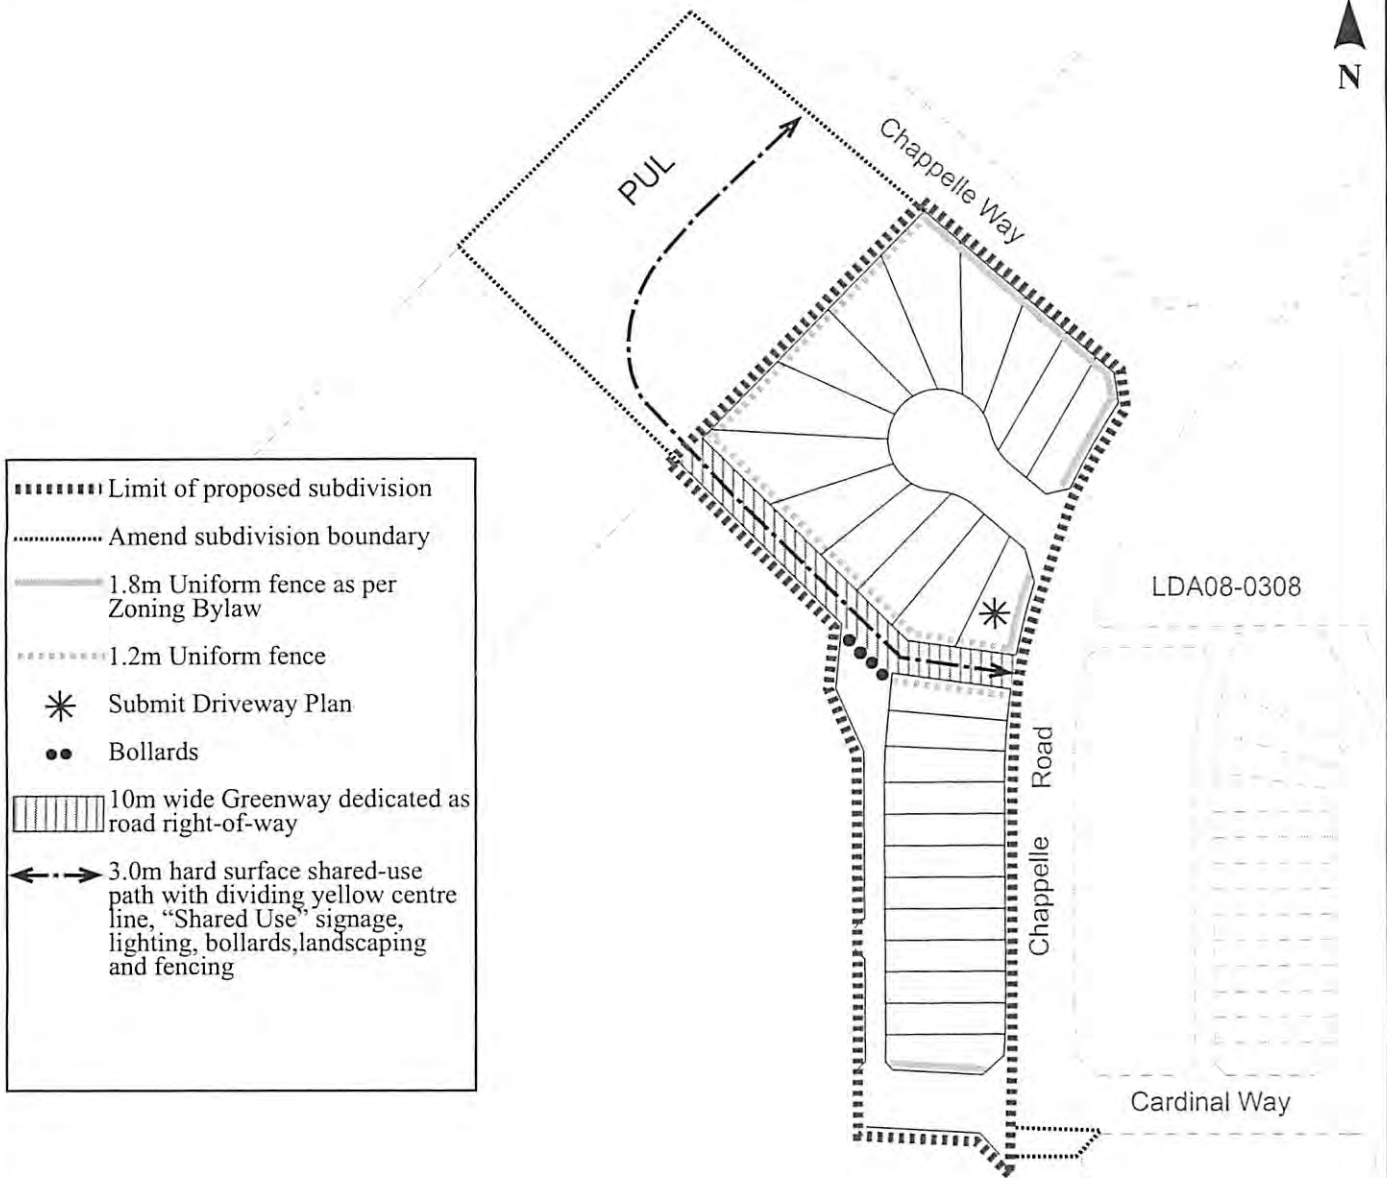 N
Chappelle Way
PUL
Limit of proposed subdivision
Amend subdivision boundary
1.8m Uniform fence as per
Zoning Bylaw
1.2m Uniform fence
Submit Driveway Plan
Bollards
10m wide Greenway dedicated as
road right-of-way
3.0m hard surface shared-use
path with dividing yellow centre
line, “Shared Use” signage,
lighting, bollards,landscaping
and fencing
LDA08-0308
Chappelle Road
Cardinal Way